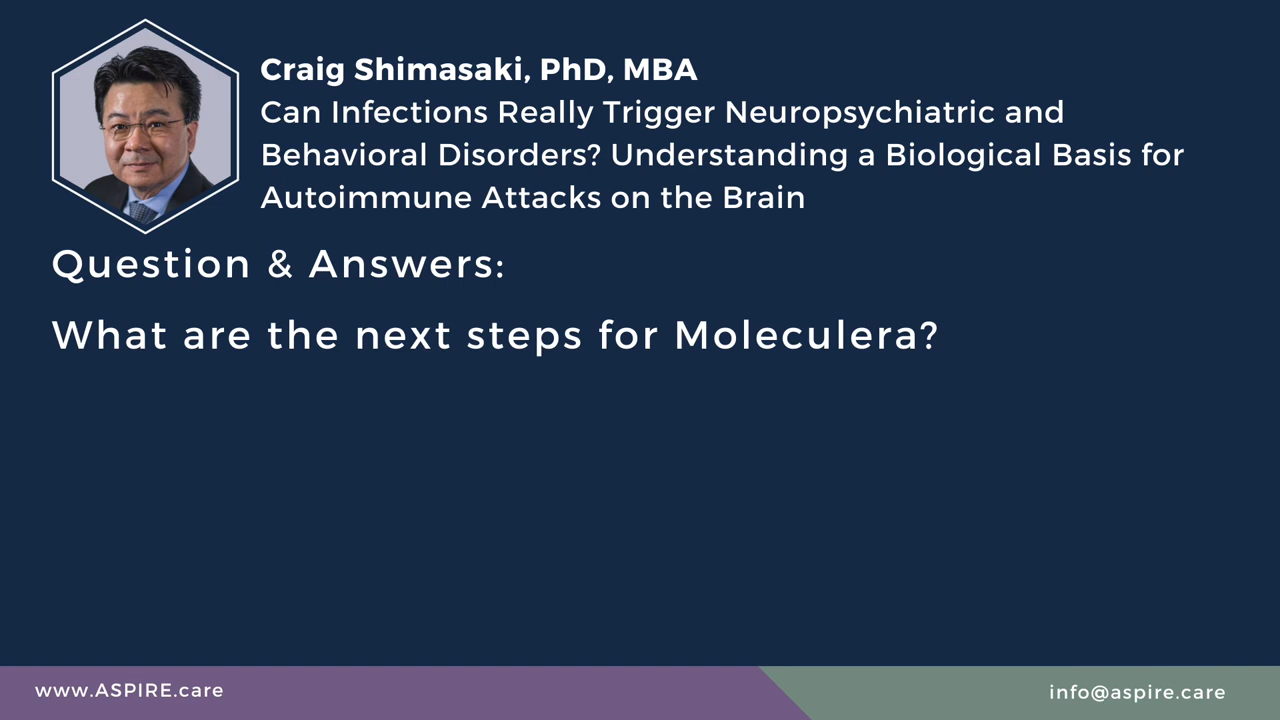 Craig Shimasaki, PhD, MBA
Can Infections Really Trigger Neuropsychiatric and
Behavioral Disorders? Understanding a Biological Basis for
Autoimmune Attacks on the Brain
Question & Answers:
What are the next steps for Moleculera?
www.ASPIRE.care
info@aspire.care